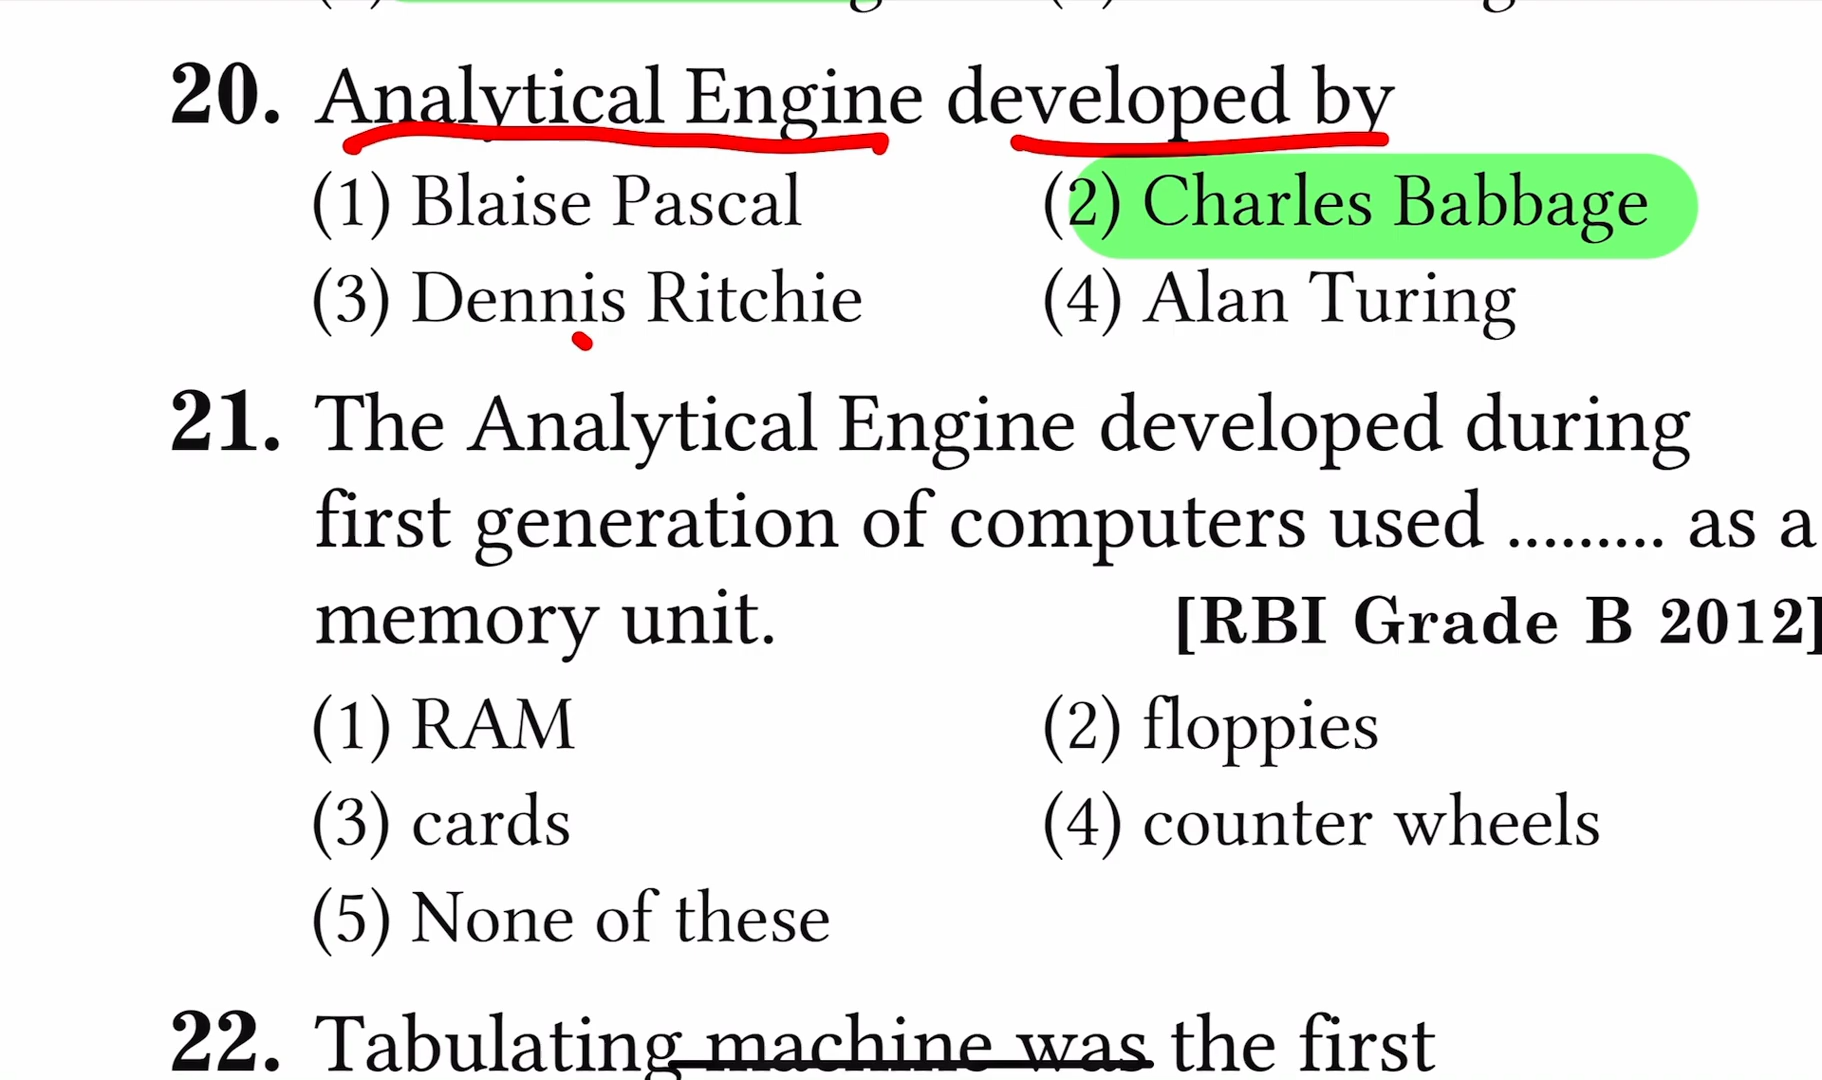 20. Analytical Engine developed by
(1) Blaise Pascal (2) Charles Babbage
(3) Dennis Ritchie (4) Alan Turing
21. The Analytical Engine developed during
first generation of computers used ......... as a
memory unit. [RBI Grade B 2012]
(1) RAM (2) floppies
(3) cards (4) counter wheels
(5) None of these
22. Tabulating machine was the first